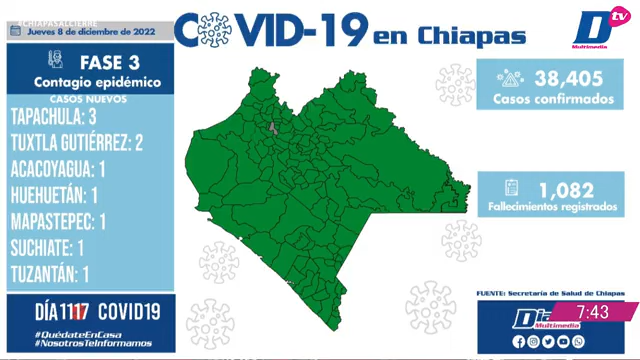 #CHIAPASALCIERRE
Jueves 8 de diciembre de 2022
COVID-19 en Chiapas
D tv
Multimedia
FASE 3
Contagio epidémico
CASOS NUEVOS
TAPACHULA: 3
TUXTLA GUTIÉRREZ: 2
ACACOYAGUA: 1
HUEHUETÁN: 1
MAPASTEPEC: 1
SUCHIATE: 1
TUZANTÁN: 1
38,405
Casos confirmados
1,082
Fallecimientos registrados
FUENTE: Secretaría de Salud de Chiapas
DÍA 1117 COVID19
#QuédateEnCasa
#NosotrosTeInformamos
Multimedia
7:43